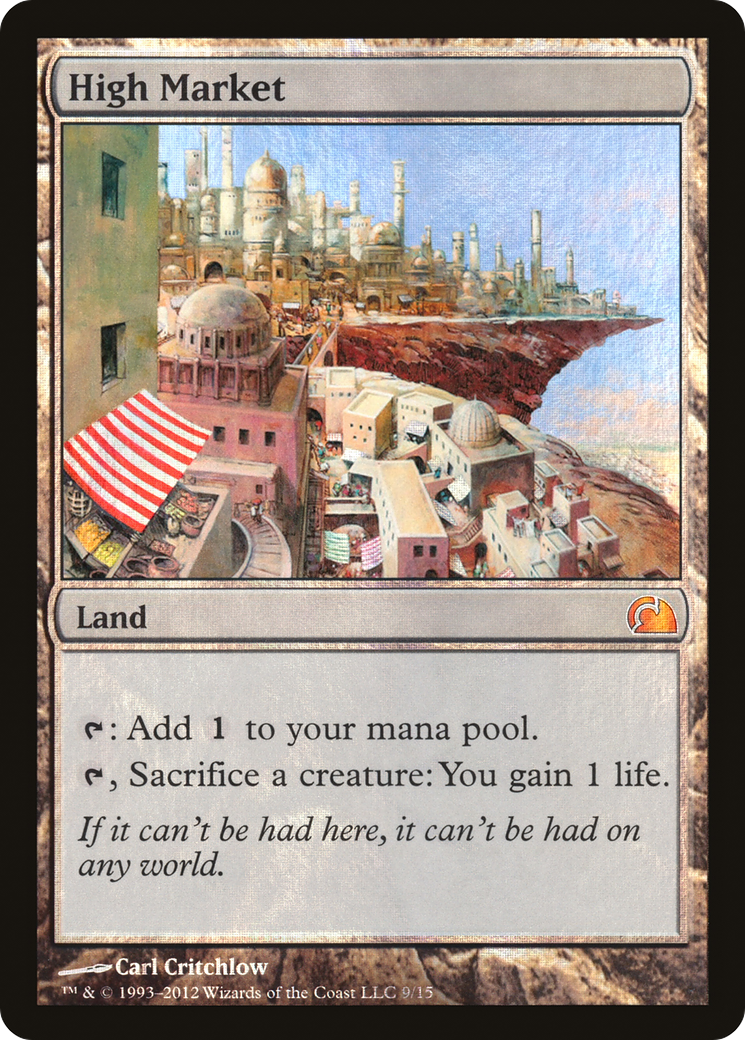 High Market
Land
: Add 1 to your mana pool.
, Sacrifice a creature: You gain 1 life.
If it can't be had here, it can't be had on
any world.
Carl Critchlow
™ & © 1993–2012 Wizards of the Coast LLC 9/15